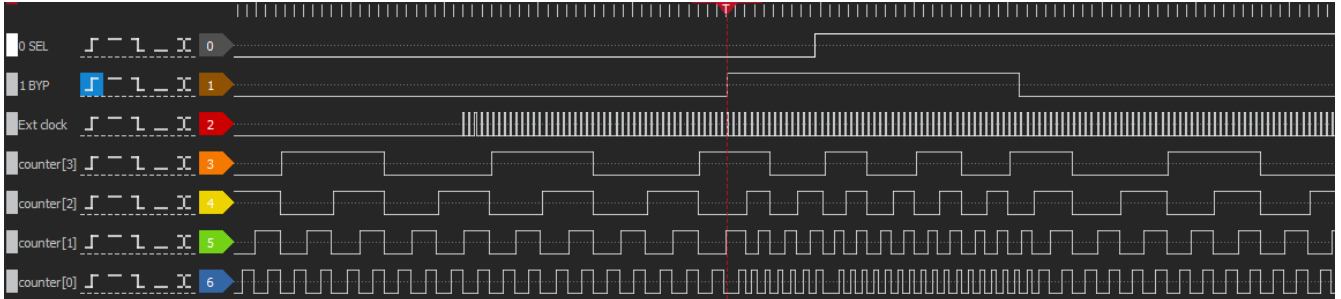 T
0 SEL 0
1 BYP 1
Ext clock 2
counter[3] 3
counter[2] 4
counter[1] 5
counter[0] 6